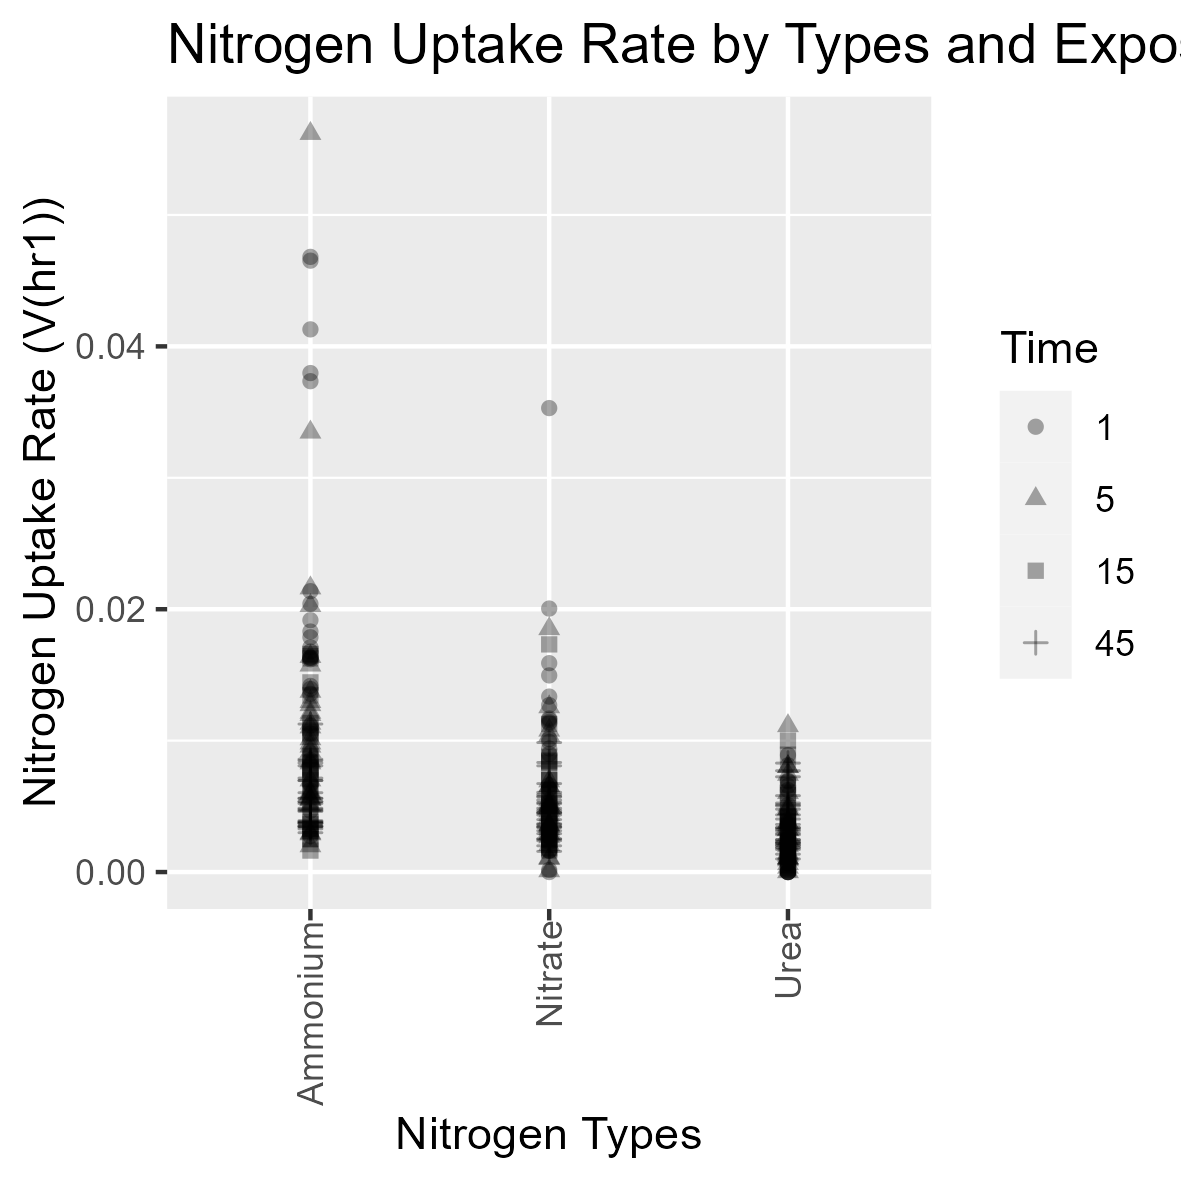 Nitrogen Uptake Rate by Types and Expos
Nitrogen Uptake Rate (V(hr1))
0.04
0.02
0.00
Ammonium
Nitrate
Urea
Nitrogen Types
Time
1
5
15
45